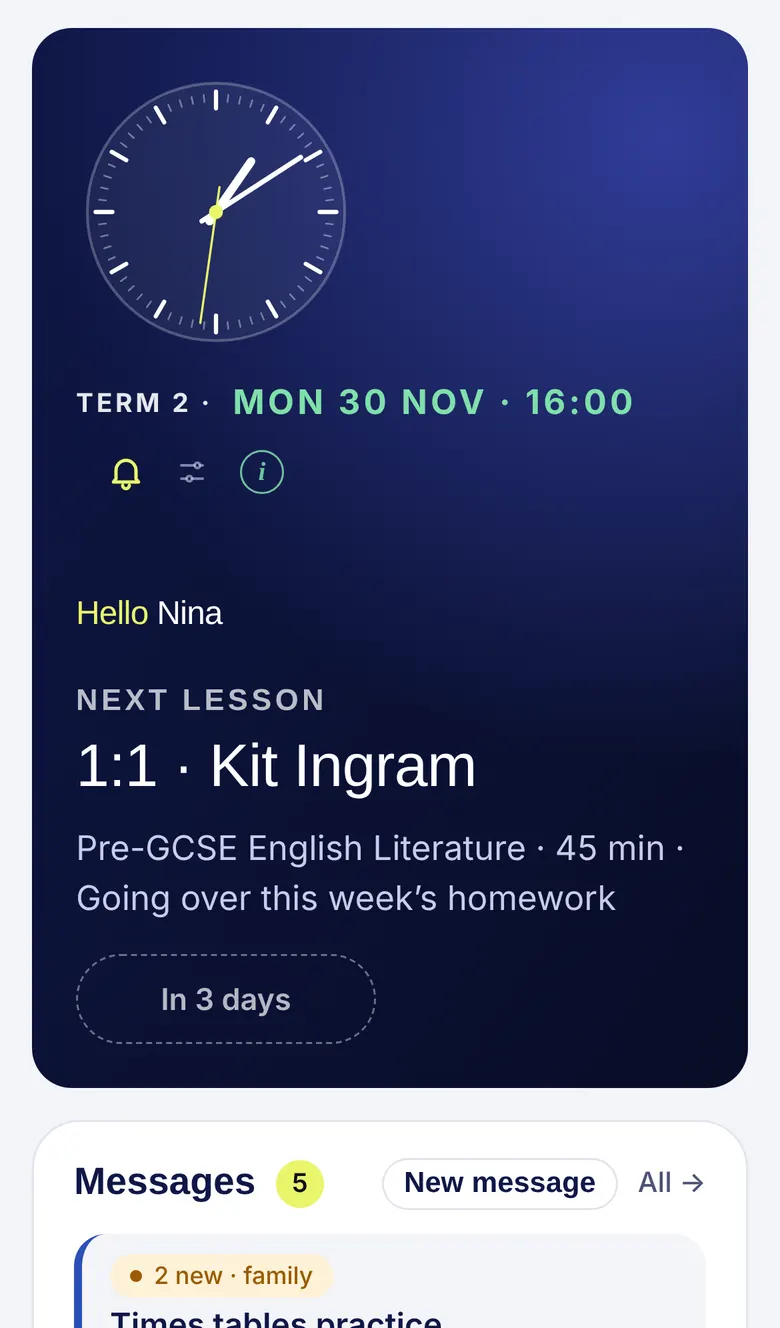 TERM 2 · MON 30 NOV · 16:00
i
Hello Nina
NEXT LESSON
1:1 · Kit Ingram
Pre-GCSE English Literature · 45 min ·
Going over this week’s homework
In 3 days
Messages 5 New message All →
2 new · family
Times tables practice